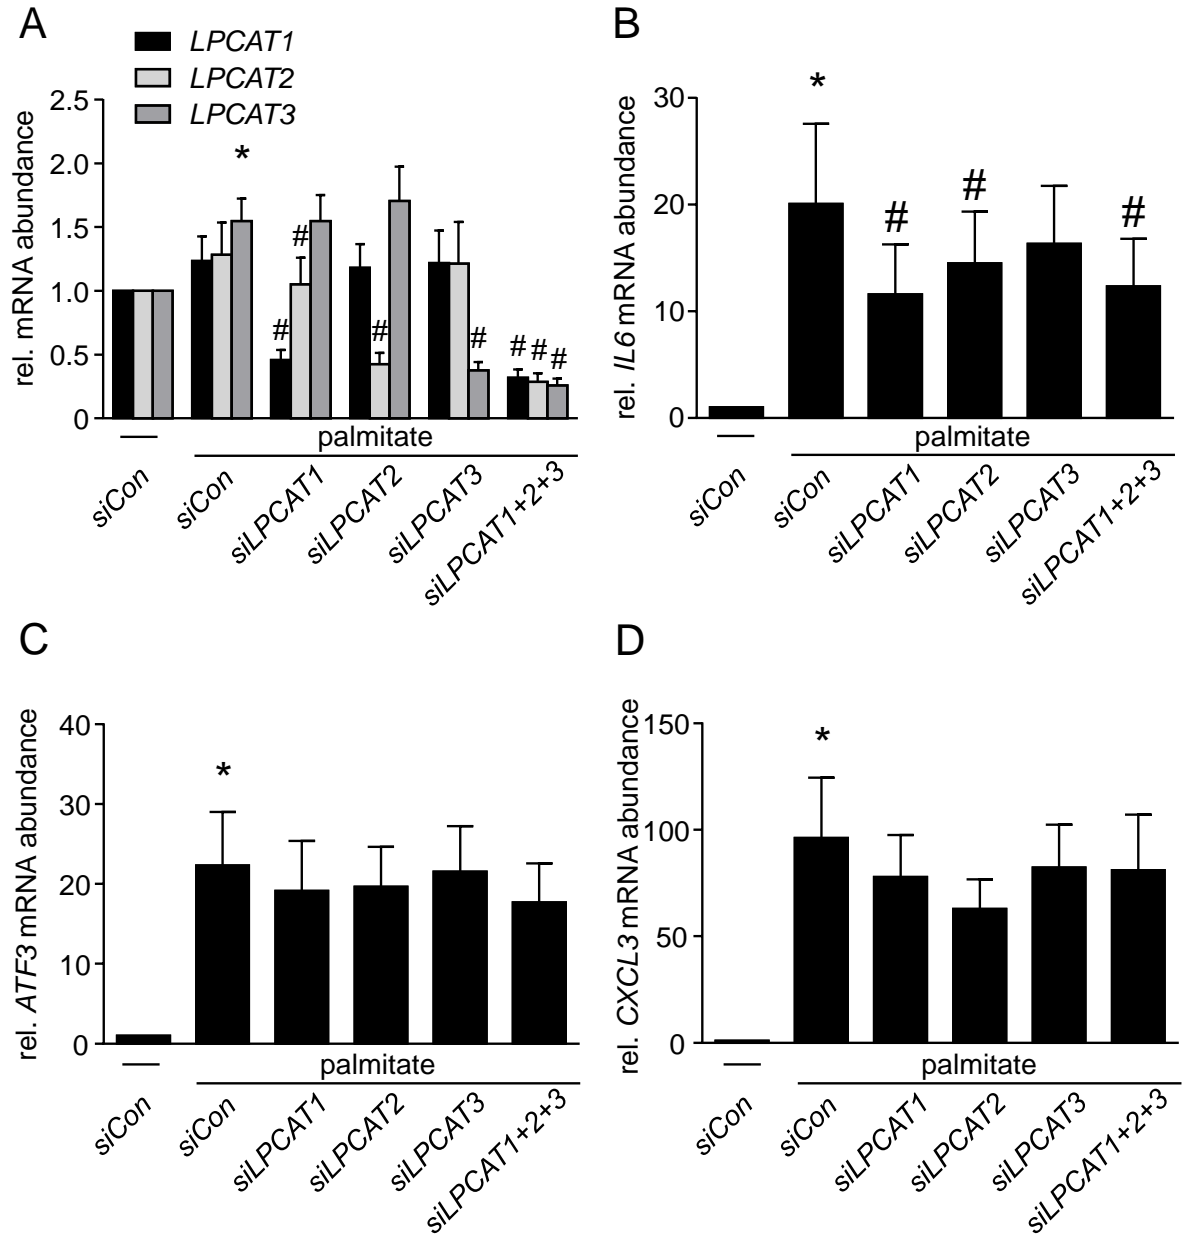 A
LPCAT1
LPCAT2
LPCAT3
rel. mRNA abundance
2.5
2.0
1.5
1.0
0.5
0
*
#
#
#
#
# # #
palmitate
siCon
siCon
siLPCAT1
siLPCAT2
siLPCAT3
siLPCAT1+2+3
B
rel. IL6 mRNA abundance
30
20
10
0
*
#
#
#
palmitate
siCon
siCon
siLPCAT1
siLPCAT2
siLPCAT3
siLPCAT1+2+3
C
rel. ATF3 mRNA abundance
40
30
20
10
0
*
palmitate
siCon
siCon
siLPCAT1
siLPCAT2
siLPCAT3
siLPCAT1+2+3
D
rel. CXCL3 mRNA abundance
150
100
50
0
*
palmitate
siCon
siCon
siLPCAT1
siLPCAT2
siLPCAT3
siLPCAT1+2+3